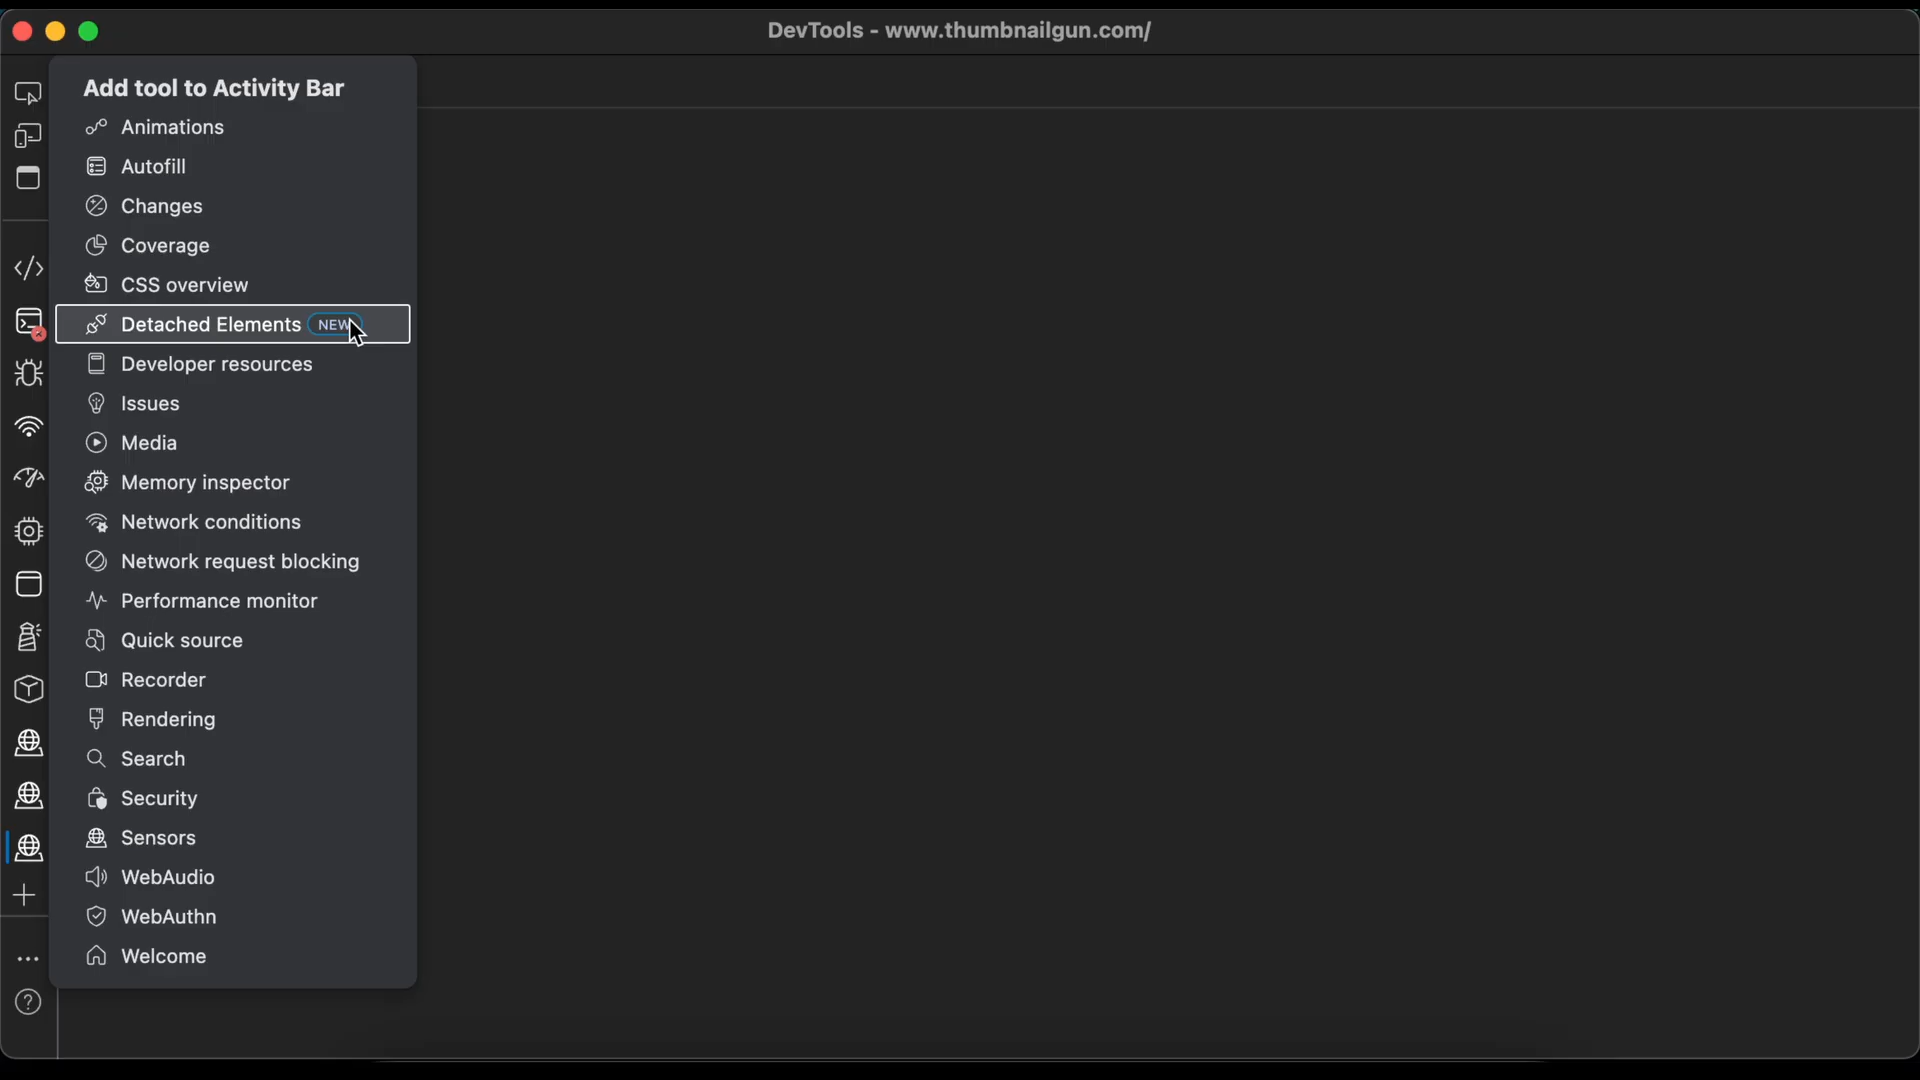 DevTools - www.thumbnailgun.com/
Add tool to Activity Bar
Animations
Autofill
Changes
Coverage
CSS overview
Detached Elements NEW
Developer resources
Issues
Media
Memory inspector
Network conditions
Network request blocking
Performance monitor
Quick source
Recorder
Rendering
Search
Security
Sensors
WebAudio
WebAuthn
Welcome